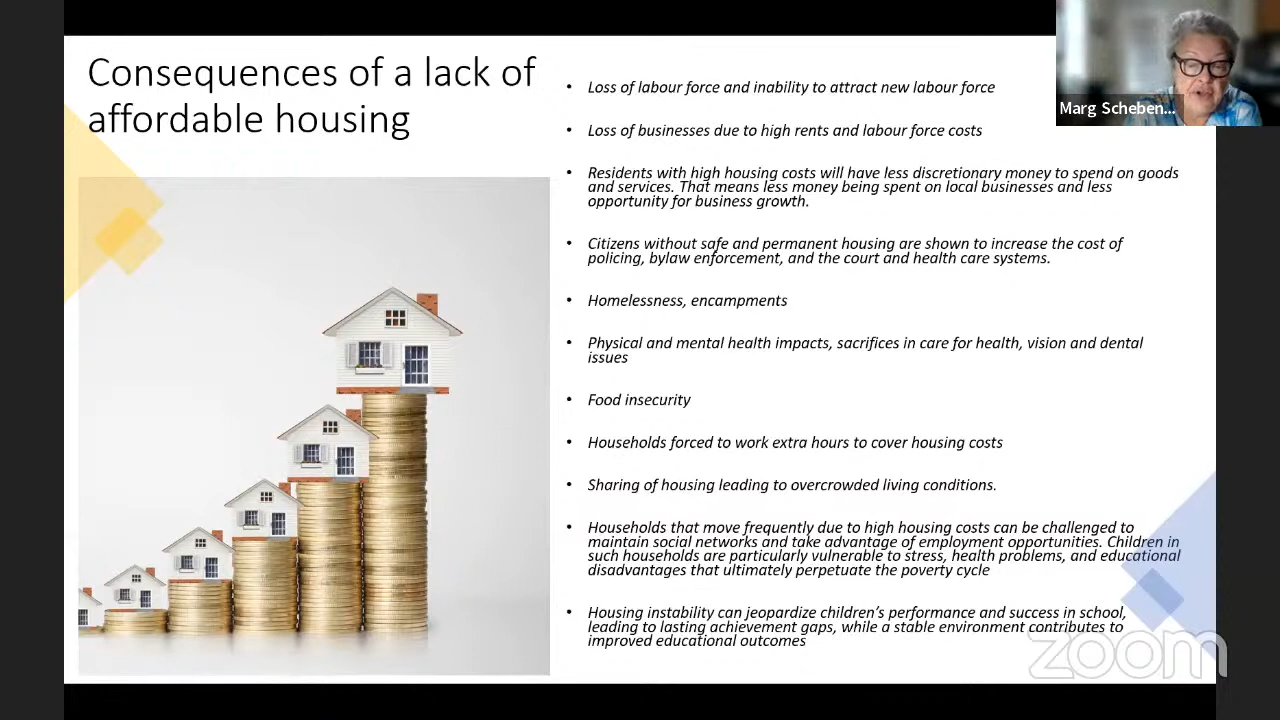 Consequences of a lack of
affordable housing
• Loss of labour force and inability to attract new labour force
• Loss of businesses due to high rents and labour force costs
• Residents with high housing costs will have less discretionary money to spend on goods
and services. That means less money being spent on local businesses and less
opportunity for business growth.
• Citizens without safe and permanent housing are shown to increase the cost of
policing, bylaw enforcement, and the court and health care systems.
• Homelessness, encampments
• Physical and mental health impacts, sacrifices in care for health, vision and dental
issues
• Food insecurity
• Households forced to work extra hours to cover housing costs
• Sharing of housing leading to overcrowded living conditions.
• Households that move frequently due to high housing costs can be challenged to
maintain social networks and take advantage of employment opportunities. Children in
such households are particularly vulnerable to stress, health problems, and educational
disadvantages that ultimately perpetuate the poverty cycle
• Housing instability can jeopardize children’s performance and success in school,
leading to lasting achievement gaps, while a stable environment contributes to
improved educational outcomes
Marg Scheben...
zoom